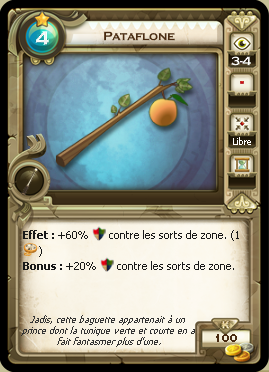 4
Pataflone
3-4
Libre
Effet : +60% contre les sorts de zone. (1
)
Bonus : +20% contre les sorts de zone.
Jadis, cette baguette appartenait à un
prince dont la tunique verte et courte en a
fait fantasmer plus d'une.
K
100